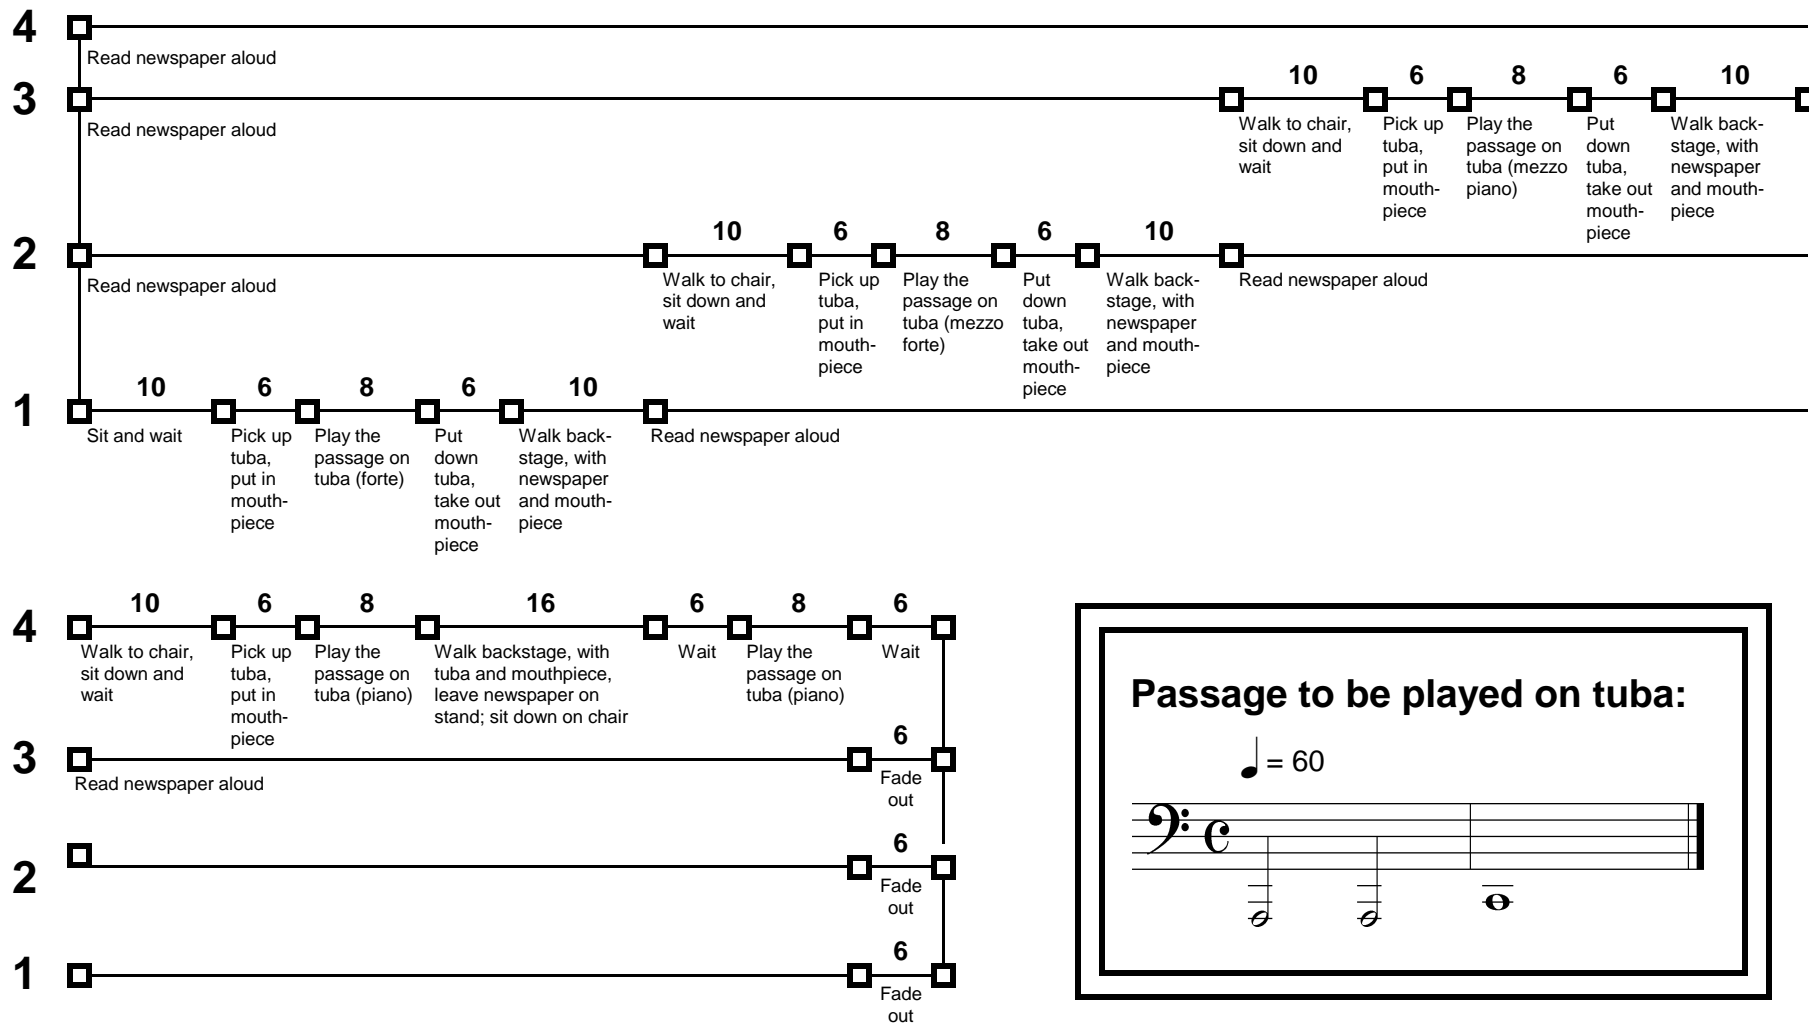 4
Read newspaper aloud
3
10 6 8 6 10
Read newspaper aloud
Walk to chair,
sit down and
wait
Pick up
tuba,
put in
mouth-
piece
Play the
passage on
tuba (mezzo
piano)
Put
down
tuba,
take out
mouth-
piece
Walk back-
stage, with
newspaper
and mouth-
piece
2
10 6 8 6 10
Read newspaper aloud
Walk to chair,
sit down and
wait
Pick up
tuba,
put in
mouth-
piece
Play the
passage on
tuba (mezzo
forte)
Put
down
tuba,
take out
mouth-
piece
Walk back-
stage, with
newspaper
and mouth-
piece
Read newspaper aloud
1
10 6 8 6 10
Sit and wait
Pick up
tuba,
put in
mouth-
piece
Play the
passage on
tuba (forte)
Put
down
tuba,
take out
mouth-
piece
Walk back-
stage, with
newspaper
and mouth-
piece
Read newspaper aloud
4
10 6 8 16 6 8 6
Walk to chair,
sit down and
wait
Pick up
tuba,
put in
mouth-
piece
Play the
passage on
tuba (piano)
Walk backstage, with
tuba and mouthpiece,
leave newspaper on
stand; sit down on chair
Wait
Play the
passage on
tuba (piano)
Wait
3
6
Read newspaper aloud
Fade
out
2
6
Fade
out
1
6
Fade
out
Passage to be played on tuba:
= 60